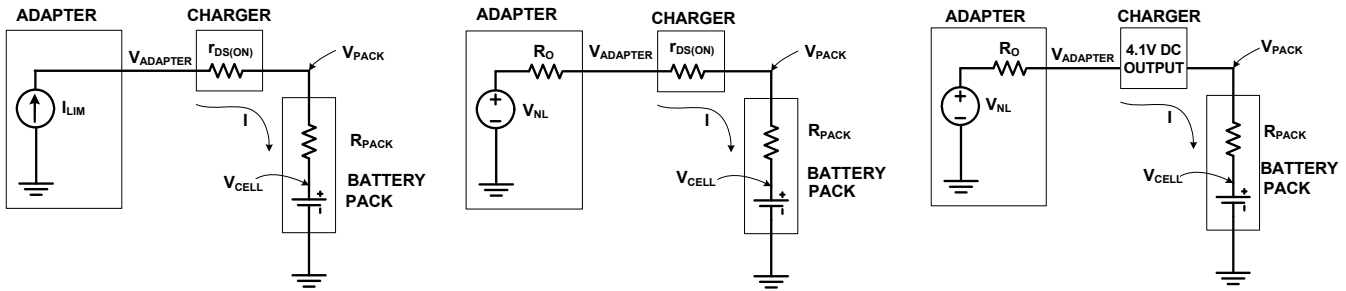 ADAPTER
CHARGER
rDS(ON)
VADAPTER
VPACK
ILIM
I
RPACK
VCELL
BATTERY
PACK
+
ADAPTER
CHARGER
RO
VADAPTER
rDS(ON)
VPACK
+
-
VNL
I
RPACK
VCELL
BATTERY
PACK
+
ADAPTER
CHARGER
RO
VADAPTER
4.1V DC
OUTPUT
VPACK
+
-
VNL
I
RPACK
VCELL
BATTERY
PACK
+